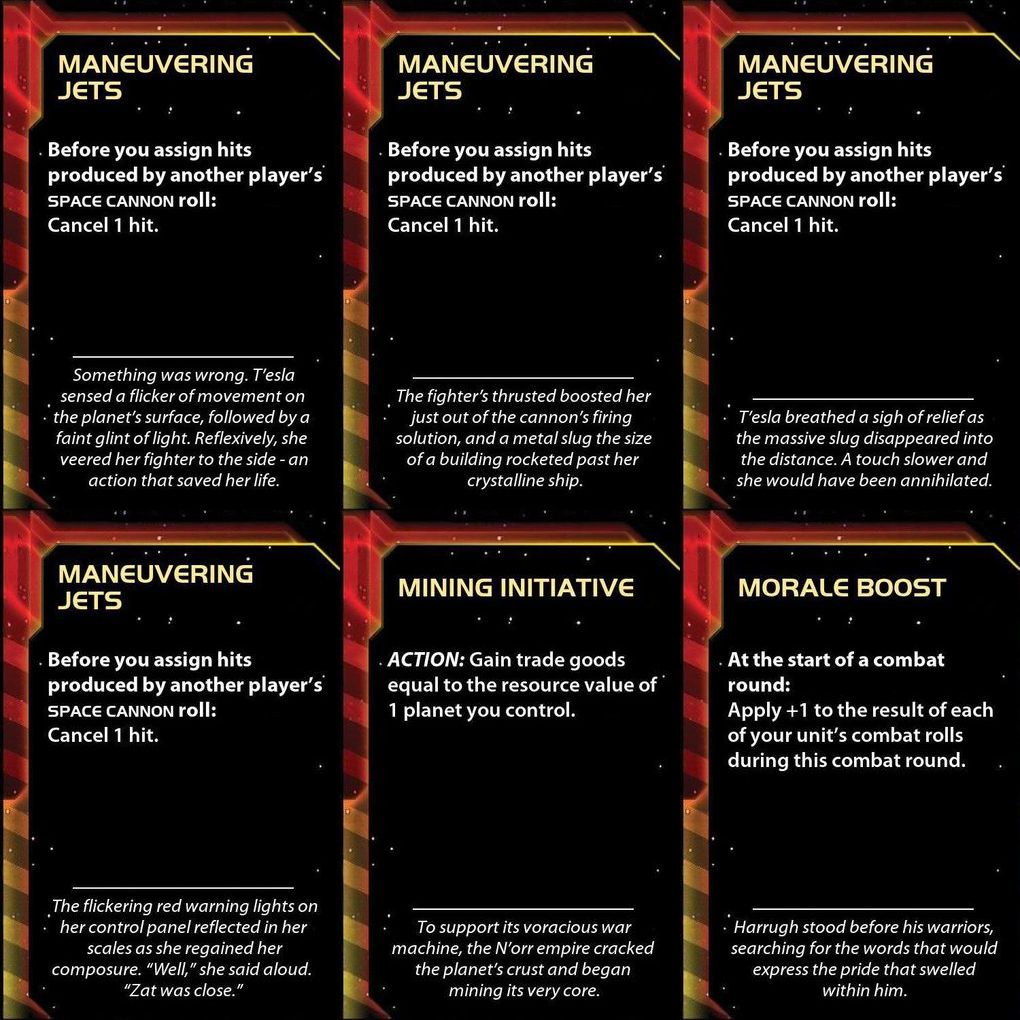 MANEUVERING
JETS
Before you assign hits
produced by another player's
SPACE CANNON roll:
Cancel 1 hit.
Something was wrong. T'esla
sensed a flicker of movement on
the planet's surface, followed by a
faint glint of light. Reflexively, she
veered her fighter to the side - an
action that saved her life.
MANEUVERING
JETS
Before you assign hits
produced by another player's
SPACE CANNON roll:
Cancel 1 hit.
The fighter's thrusted boosted her
just out of the cannon's firing
solution, and a metal slug the size
of a building rocketed past her
crystalline ship.
MANEUVERING
JETS
Before you assign hits
produced by another player's
SPACE CANNON roll:
Cancel 1 hit.
T'esla breathed a sigh of relief as
the massive slug disappeared into
the distance. A touch slower and
she would have been annihilated.
MANEUVERING
JETS
Before you assign hits
produced by another player's
SPACE CANNON roll:
Cancel 1 hit.
The flickering red warning lights on
her control panel reflected in her
scales as she regained her
composure. “Well,” she said aloud.
“Zat was close.”
MINING INITIATIVE
ACTION: Gain trade goods
equal to the resource value of
1 planet you control.
To support its voracious war
machine, the N'orr empire cracked
the planet's crust and began
mining its very core.
MORALE BOOST
At the start of a combat
round:
Apply +1 to the result of each
of your unit's combat rolls
during this combat round.
Harrugh stood before his warriors,
searching for the words that would
express the pride that swelled
within him.